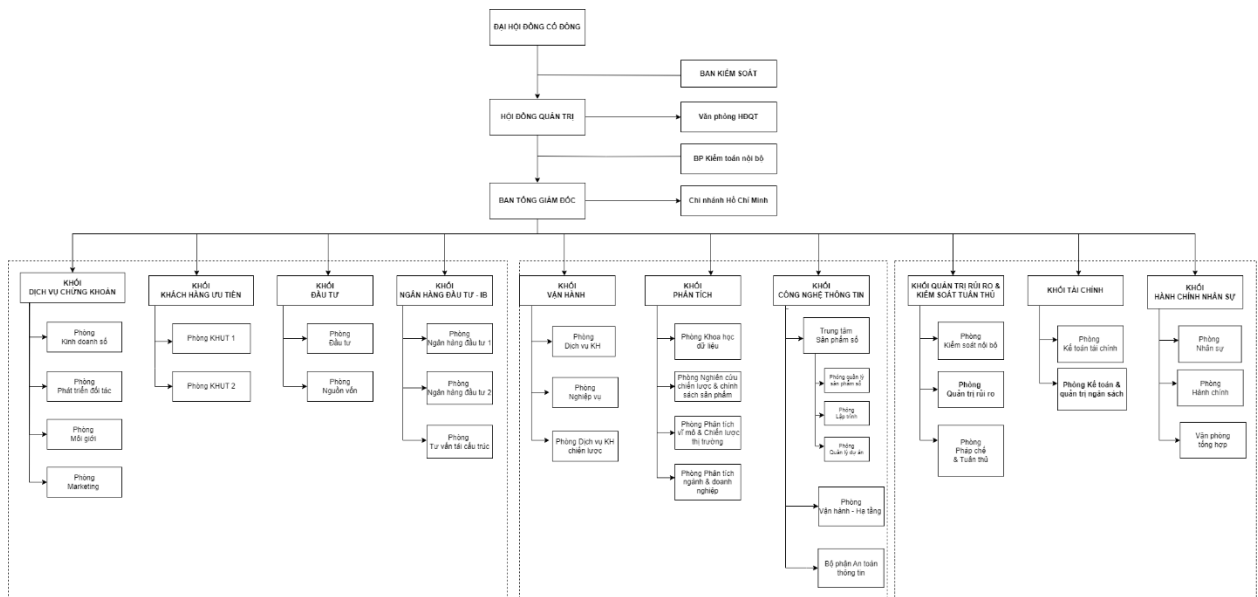 ĐẠI HỘI ĐỒNG CỔ ĐÔNG
BAN KIỂM SOÁT
HỘI ĐỒNG QUẢN TRỊ
Văn phòng HĐQT
BP Kiểm toán nội bộ
BAN TỔNG GIÁM ĐỐC
Chi nhánh Hồ Chí Minh
KHỐI
DỊCH VỤ CHỨNG KHOÁN
Phòng
Kinh doanh số
Phòng
Phát triển đối tác
Phòng
Môi giới
Phòng
Marketing
KHỐI
KHÁCH HÀNG ƯU TIÊN
Phòng KHUT 1
Phòng KHUT 2
KHỐI
ĐẦU TƯ
Phòng
Đầu tư
Phòng
Nguồn vốn
KHỐI
NGÂN HÀNG ĐẦU TƯ - IB
Phòng
Ngân hàng đầu tư 1
Phòng
Ngân hàng đầu tư 2
Phòng
Tư vấn tái cấu trúc
KHỐI
VẬN HÀNH
Phòng
Dịch vụ KH
Phòng
Nghiệp vụ
Phòng Dịch vụ KH
chiến lược
KHỐI
PHÂN TÍCH
Phòng Khoa học
dữ liệu
Phòng Nghiên cứu
chiến lược & chính
sách sản phẩm
Phòng Phân tích
vĩ mô & Chiến lược
thị trường
Phòng Phân tích
ngành & doanh
nghiệp
KHỐI
CÔNG NGHỆ THÔNG TIN
Trung tâm
Sản phẩm số
Phòng quản lý
sản phẩm số
Phòng
Lập trình
Phòng
Quản lý dự án
Phòng
Vận hành - Hạ tầng
Bộ phận An toàn
thông tin
KHỐI QUẢN TRỊ RỦI RO &
KIỂM SOÁT TUÂN THỦ
Phòng
Kiểm soát nội bộ
Phòng
Quản trị rủi ro
Phòng
Pháp chế
& Tuân thủ
KHỐI TÀI CHÍNH
Phòng
Kế toán tài chính
Phòng Kế toán &
quản trị ngân sách
KHỐI
HÀNH CHÍNH NHÂN SỰ
Phòng
Nhân sự
Phòng
Hành chính
Văn phòng
tổng hợp